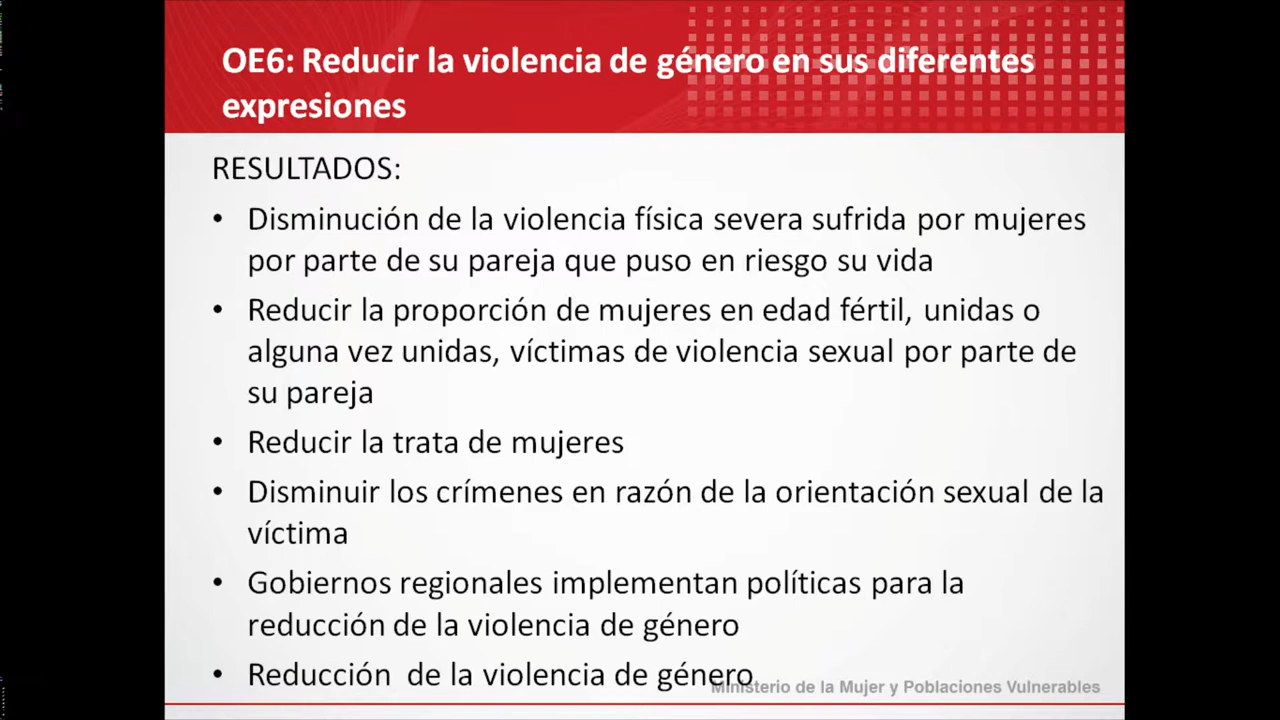 OE6: Reducir la violencia de género en sus diferentes
expresiones
RESULTADOS:
• Disminución de la violencia física severa sufrida por mujeres
por parte de su pareja que puso en riesgo su vida
• Reducir la proporción de mujeres en edad fértil, unidas o
alguna vez unidas, víctimas de violencia sexual por parte de
su pareja
• Reducir la trata de mujeres
• Disminuir los crímenes en razón de la orientación sexual de la
víctima
• Gobiernos regionales implementan políticas para la
reducción de la violencia de género
• Reducción  de la violencia de género
Ministerio de la Mujer y Poblaciones Vulnerables